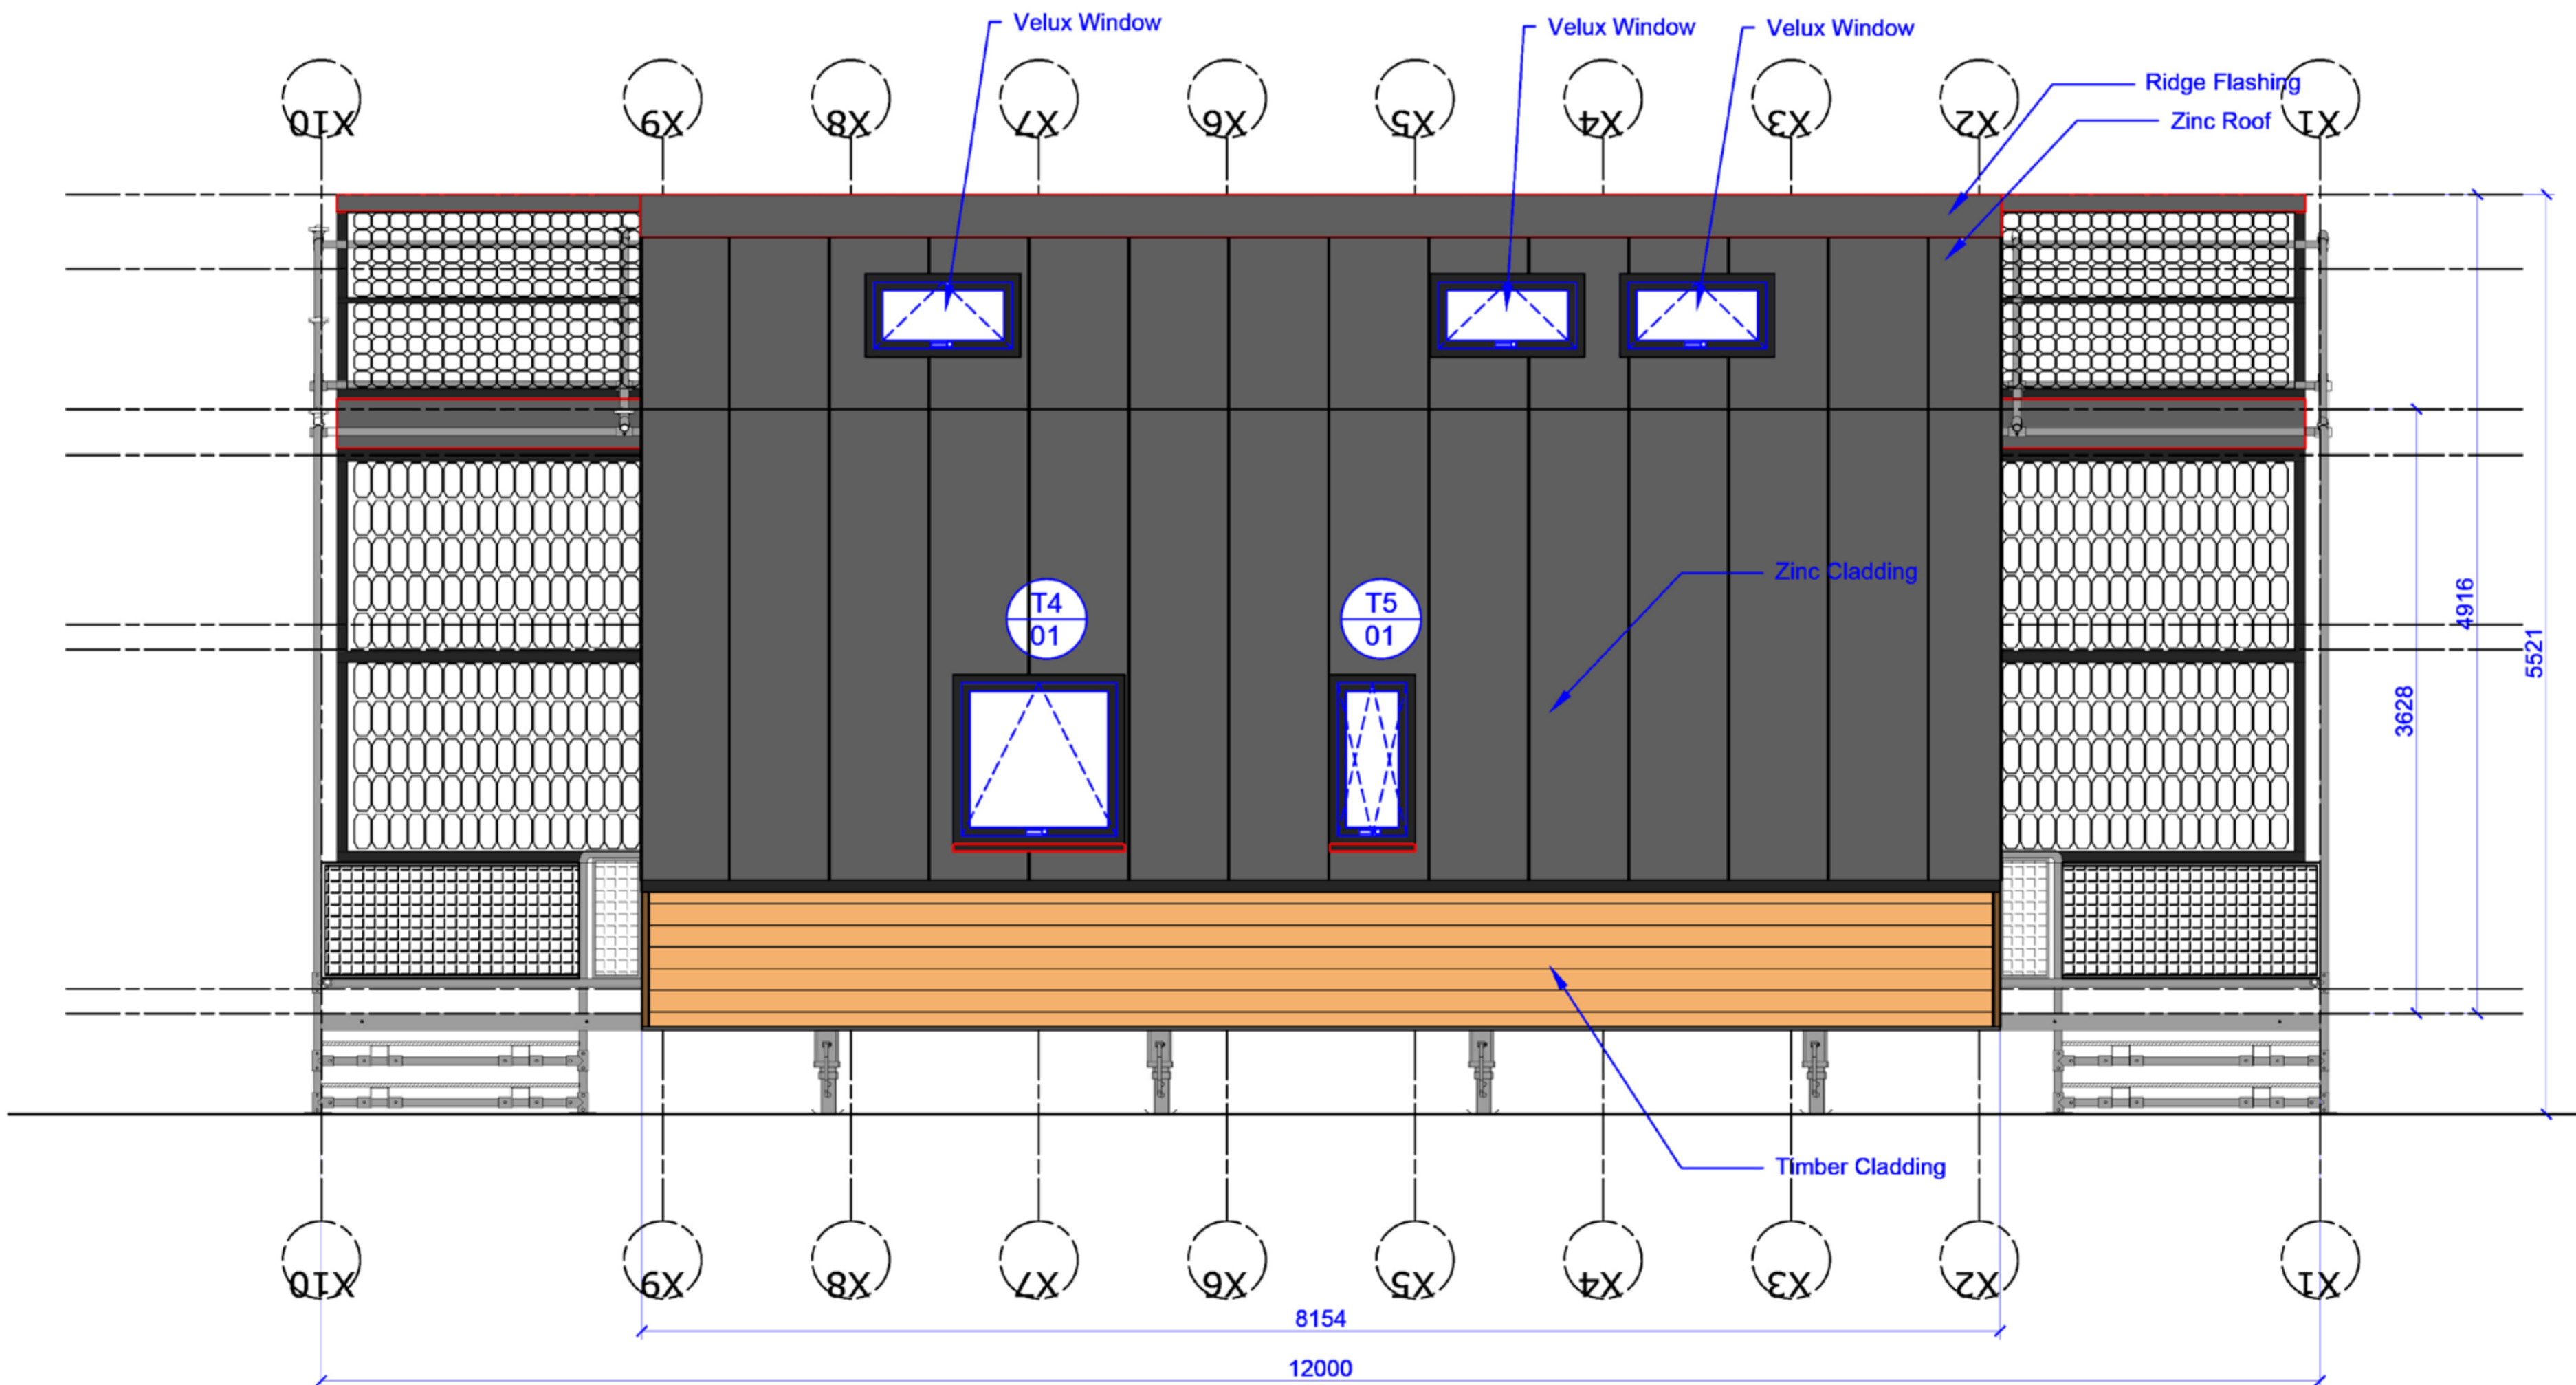 Velux Window
Velux Window
Velux Window
Ridge Flashing
Zinc Roof
X10
X9
X8
X7
X6
X5
X4
X3
X2
X1
Zinc Cladding
T4
01
T5
01
4916
5521
3628
Timber Cladding
X10
X9
X8
X7
X6
X5
X4
X3
X2
X1
8154
12000